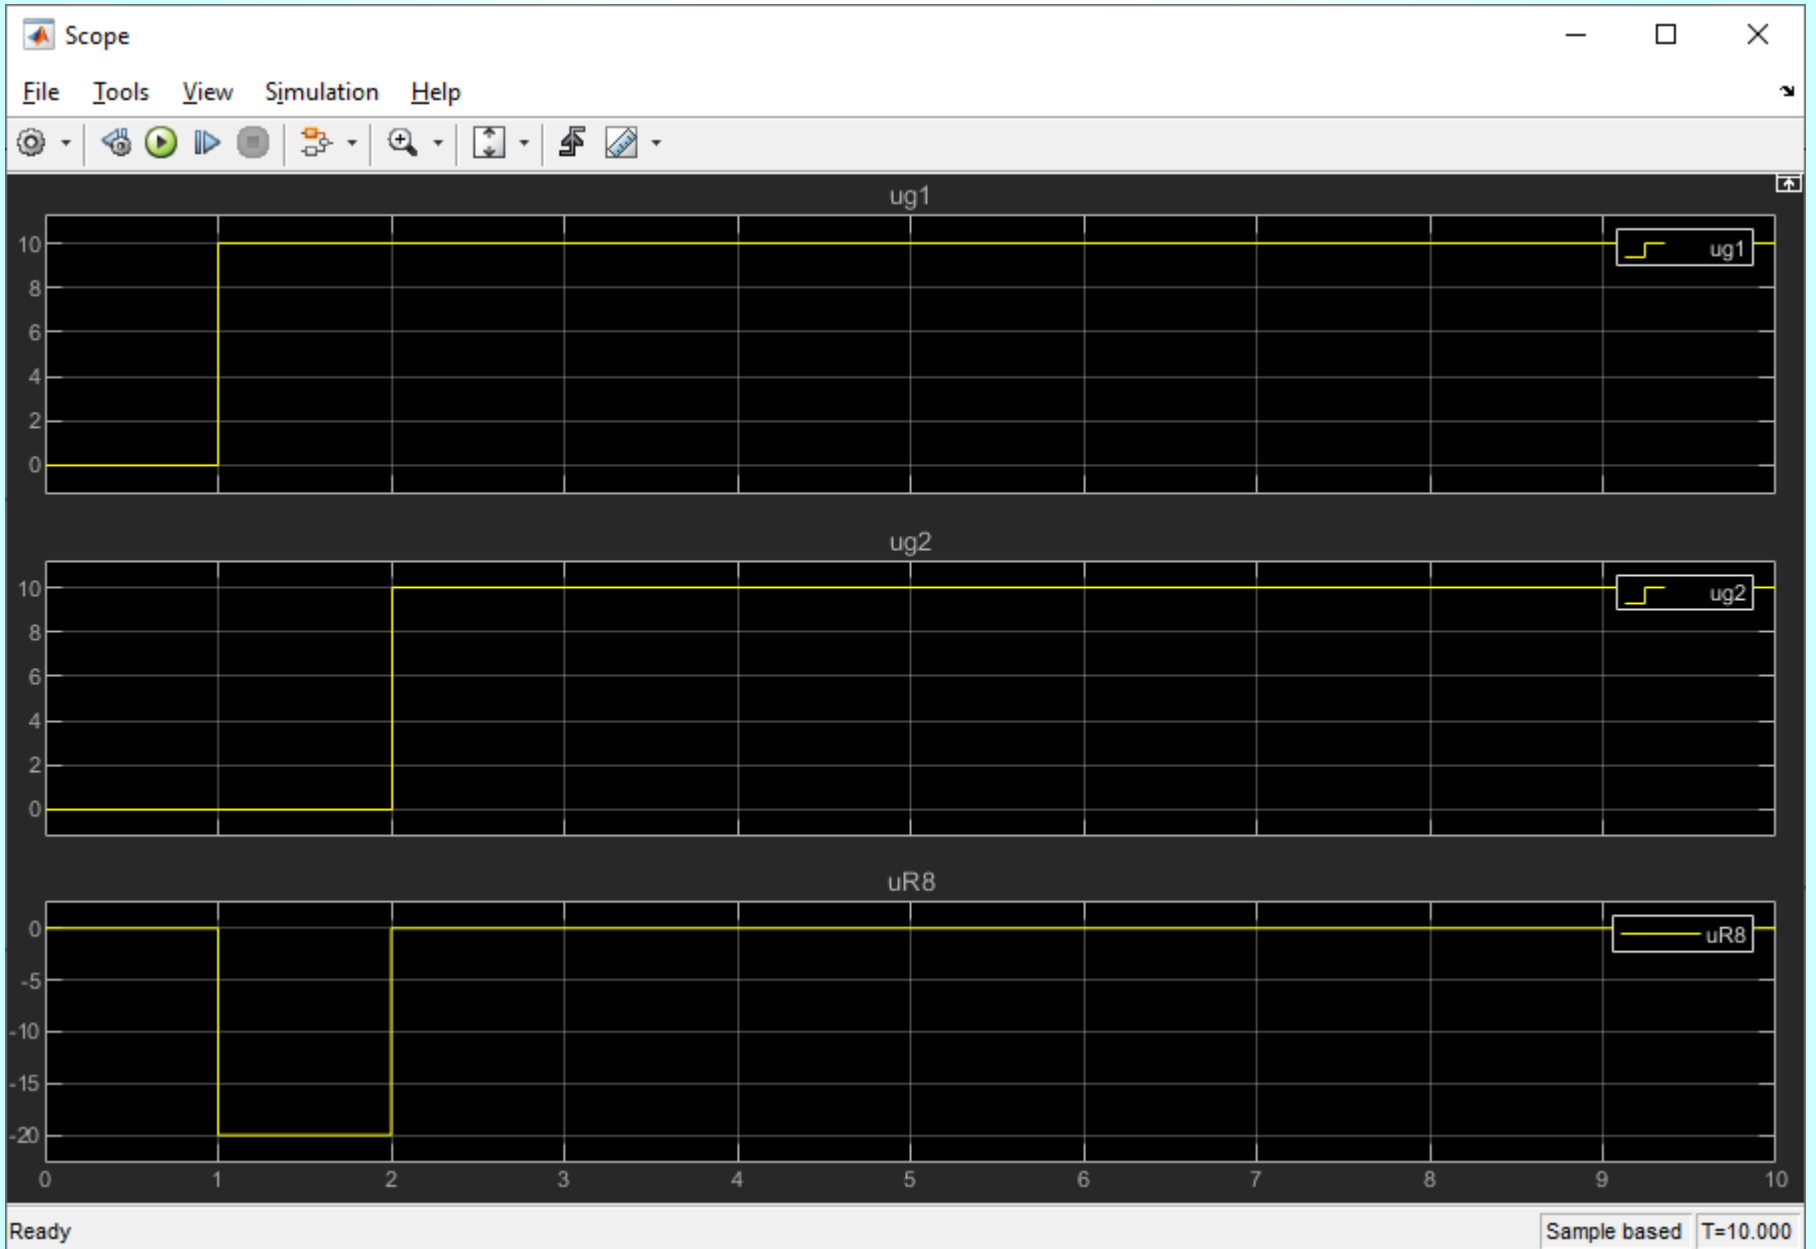 Scope
File Tools View Simulation Help
ug1
10
8
6
4
2
0
ug1
ug2
10
8
6
4
2
0
ug2
uR8
0
-5
-10
-15
-20
uR8
0 1 2 3 4 5 6 7 8 9 10
Ready Sample based T=10.000